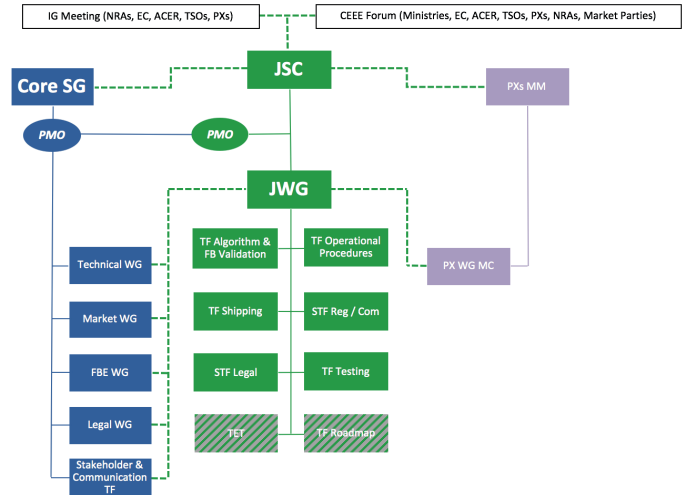 IG Meeting (NRAs, EC, ACER, TSOs, PXs)
CEEE Forum (Ministries, EC, ACER, TSOs, PXs, NRAs, Market Parties)
JSC
Core SG
PXs MM
PMO
PMO
JWG
TF Algorithm &
FB Validation
TF Operational
Procedures
Technical WG
PX WG MC
TF Shipping
STF Reg / Com
Market WG
FBE WG
STF Legal
TF Testing
Legal WG
TET
TF Roadmap
Stakeholder &
Communication
TF